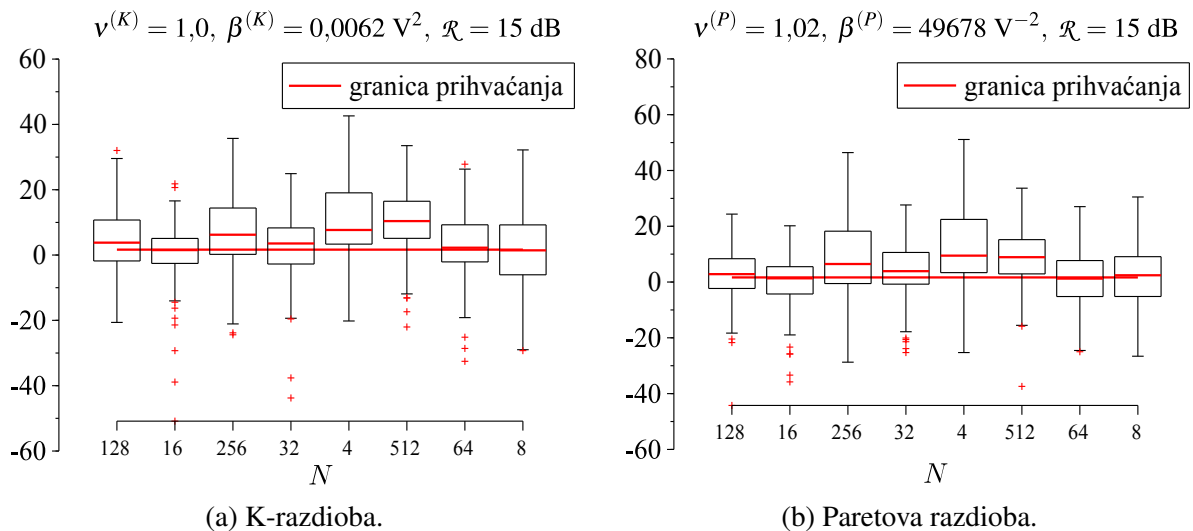 ν^(K) = 1,0, β^(K) = 0,0062 V², ℛ = 15 dB
60
40
20
0
-20
-40
-60
granica prihvaćanja
128 16 256 32 4 512 64 8
N
(a) K-razdioba.
ν^(P) = 1,02, β^(P) = 49678 V⁻², ℛ = 15 dB
80
60
40
20
0
-20
-40
-60
granica prihvaćanja
128 16 256 32 4 512 64 8
N
(b) Paretova razdioba.